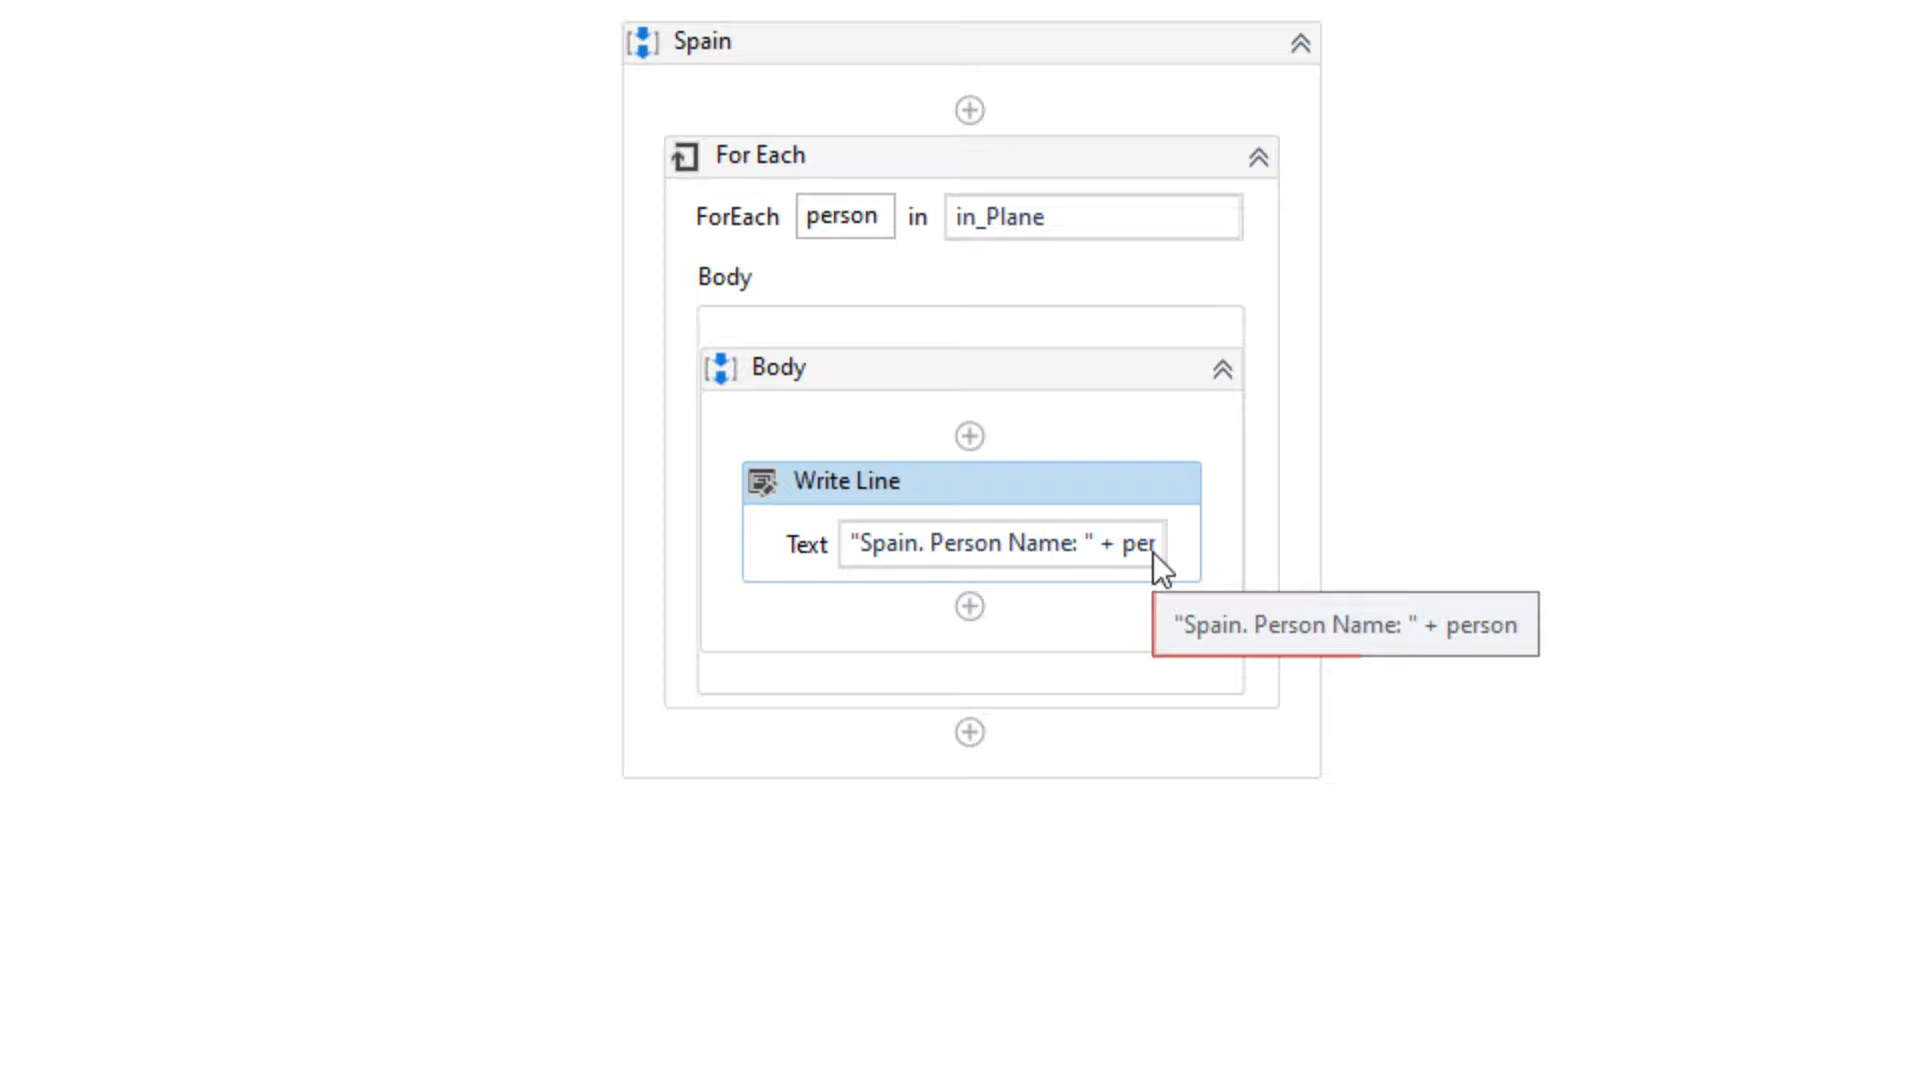 Spain
For Each
ForEach person in in_Plane
Body
Body
Write Line
Text "Spain. Person Name: " + per
"Spain. Person Name: " + person